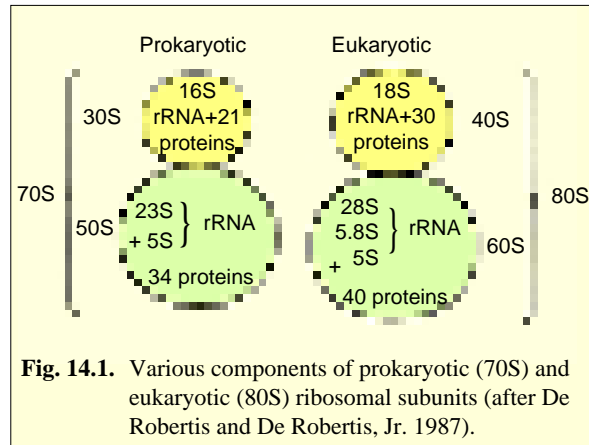 Prokaryotic Eukaryotic
16S
rRNA+21
proteins
30S
70S
50S
23S
+ 5S } rRNA
34 proteins
18S
rRNA+30
proteins
40S
80S
60S
28S
5.8S } rRNA
5S
+
40 proteins
Fig. 14.1. Various components of prokaryotic (70S) and
eukaryotic (80S) ribosomal subunits (after De
Robertis and De Robertis, Jr. 1987).